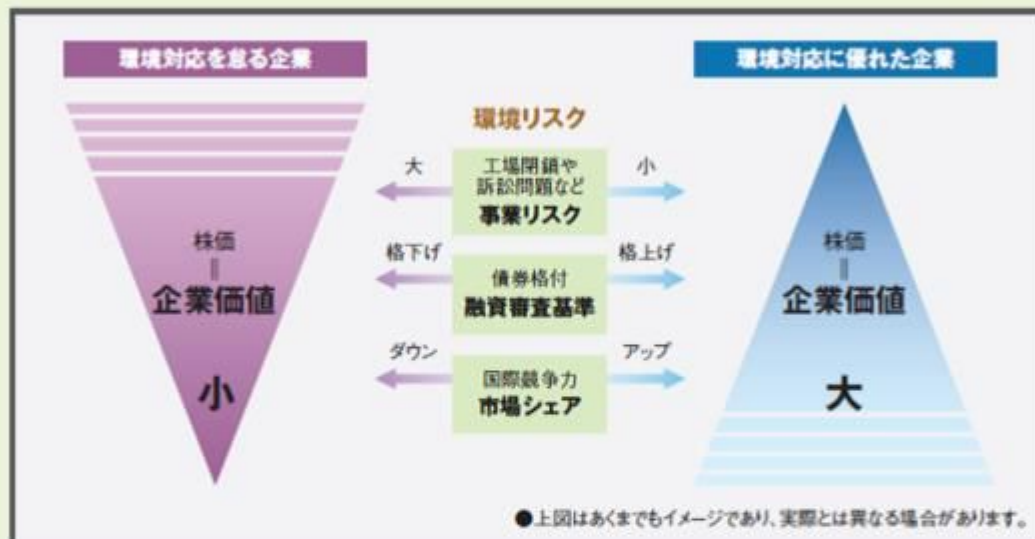 環境対応を怠る企業
環境対応に優れた企業
環境リスク
大
工場閉鎖や
訴訟問題など
事業リスク
小
格下げ
債券格付
融資審査基準
格上げ
ダウン
国際競争力
市場シェア
アップ
株価
||
企業価値
小
株価
||
企業価値
大
●上図はあくまでもイメージであり、実際とは異なる場合があります。